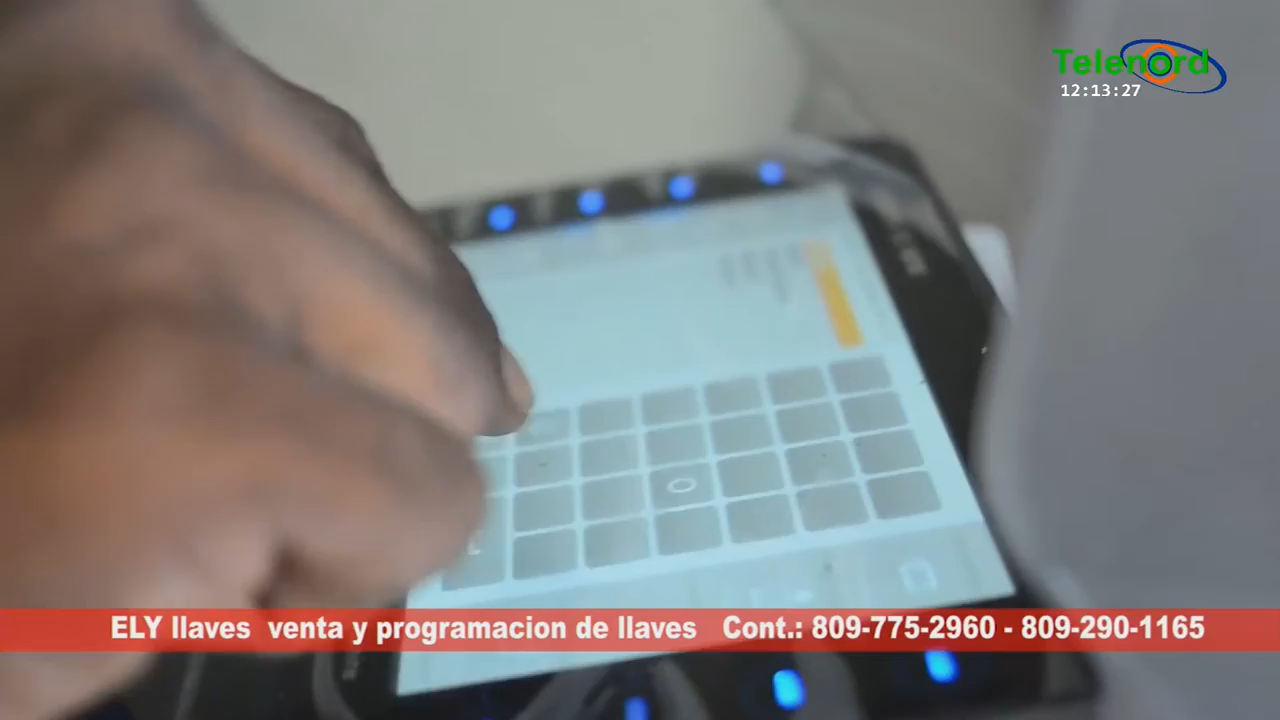 Telenord
12:13:27
ELY llaves venta y programacion de llaves Cont.: 809-775-2960 - 809-290-1165